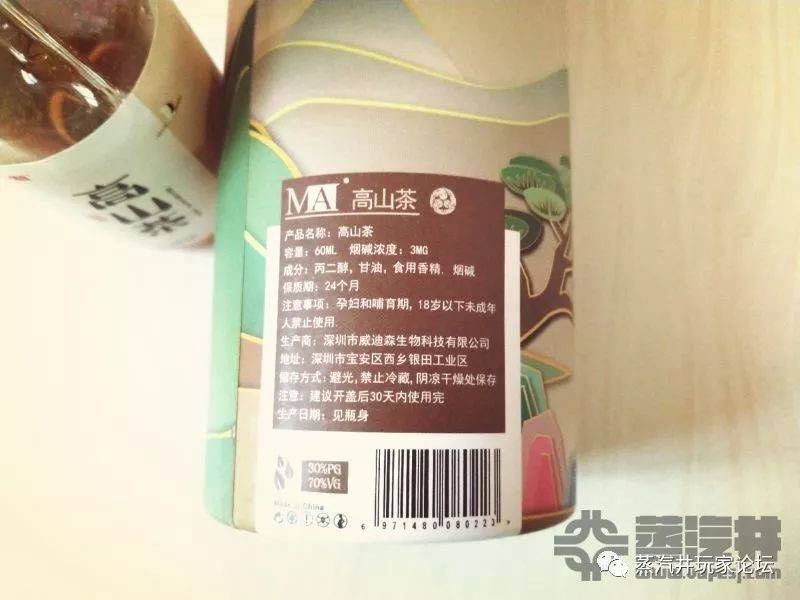 MAI 高山茶
产品名称：高山茶
容量：60ML 烟碱浓度：3MG
成分：丙二醇，甘油，食用香精，烟碱
保质期：24个月
注意事项：孕妇和哺育期，18岁以下未成年
人禁止使用
生产商：深圳市威迪森生物科技有限公司
地址：深圳市宝安区西乡银田工业区
储存方式：避光，禁止冷藏，阴凉干燥处保存
注意：建议开盖后30天内使用完
生产日期：见瓶身
30%PG
70%VG
Made in China
6 971480 080223 >
蒸汽井
蒸汽井玩家论坛